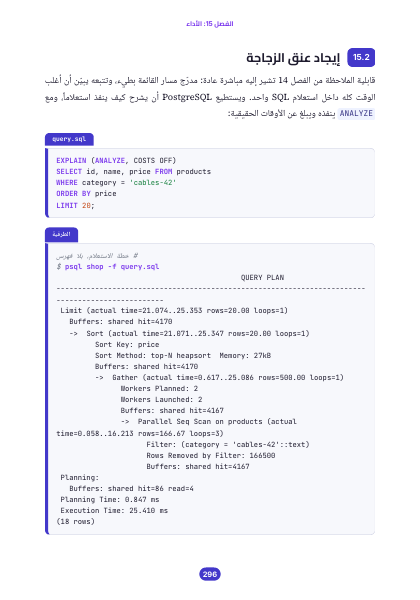 الفصل 15: الأداء
15.2 إيجاد عنق الزجاجة
قابلية الملاحظة من الفصل 14 تشير إليه مباشرة عادة: مدرّج مسار القائمة بطيء، وتتبعه يبيّن أن أغلب
الوقت كله داخل استعلام SQL واحد. ويستطيع PostgreSQL أن يشرح كيف ينفذ استعلاماً، ومع
ANALYZE ينفذه ويبلغ عن الأوقات الحقيقية:
query.sql
EXPLAIN (ANALYZE, COSTS OFF)
SELECT id, name, price FROM products
WHERE category = 'cables-42'
ORDER BY price
LIMIT 20;
الطرفية
# خطة الاستعلام، بلا فهرس
$ psql shop -f query.sql
QUERY PLAN
------------------------------------------------------------------------
-------------------------
Limit (actual time=21.074..25.353 rows=20.00 loops=1)
Buffers: shared hit=4170
-> Sort (actual time=21.071..25.347 rows=20.00 loops=1)
Sort Key: price
Sort Method: top-N heapsort Memory: 27kB
Buffers: shared hit=4170
-> Gather (actual time=0.617..25.086 rows=500.00 loops=1)
Workers Planned: 2
Workers Launched: 2
Buffers: shared hit=4167
-> Parallel Seq Scan on products (actual
time=0.058..16.213 rows=166.67 loops=3)
Filter: (category = 'cables-42'::text)
Rows Removed by Filter: 166500
Buffers: shared hit=4167
Planning:
Buffers: shared hit=86 read=4
Planning Time: 0.847 ms
Execution Time: 25.410 ms
(18 rows)
296